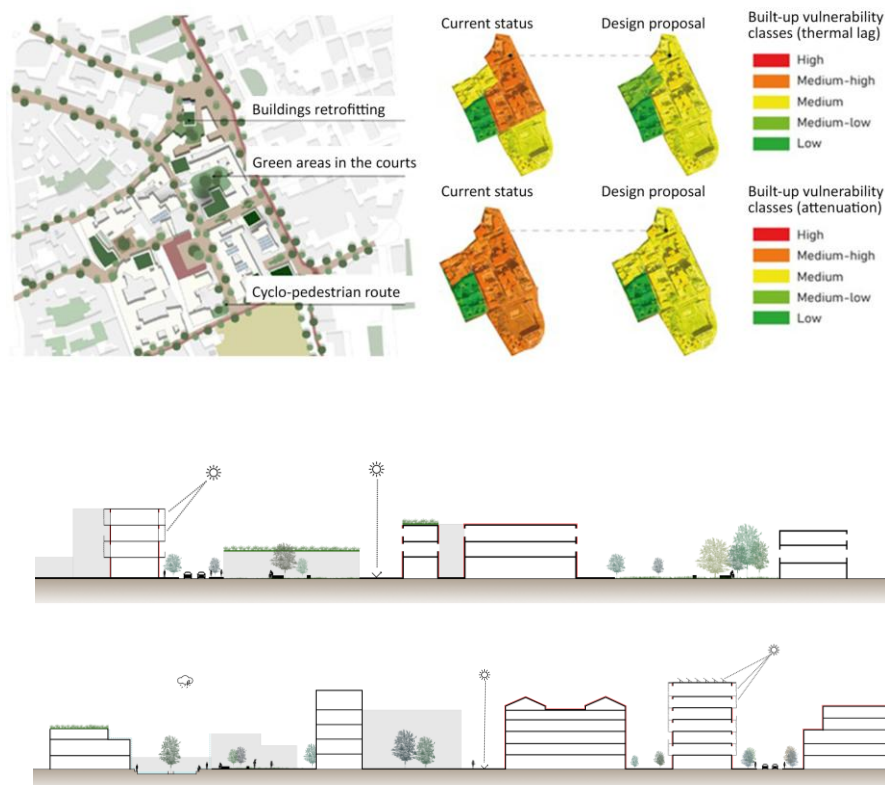 Buildings retrofitting
Green areas in the courts
Cyclo-pedestrian route
Current status
Design proposal
Built-up vulnerability
classes (thermal lag)
High
Medium-high
Medium
Medium-low
Low
Current status
Design proposal
Built-up vulnerability
classes (attenuation)
High
Medium-high
Medium
Medium-low
Low